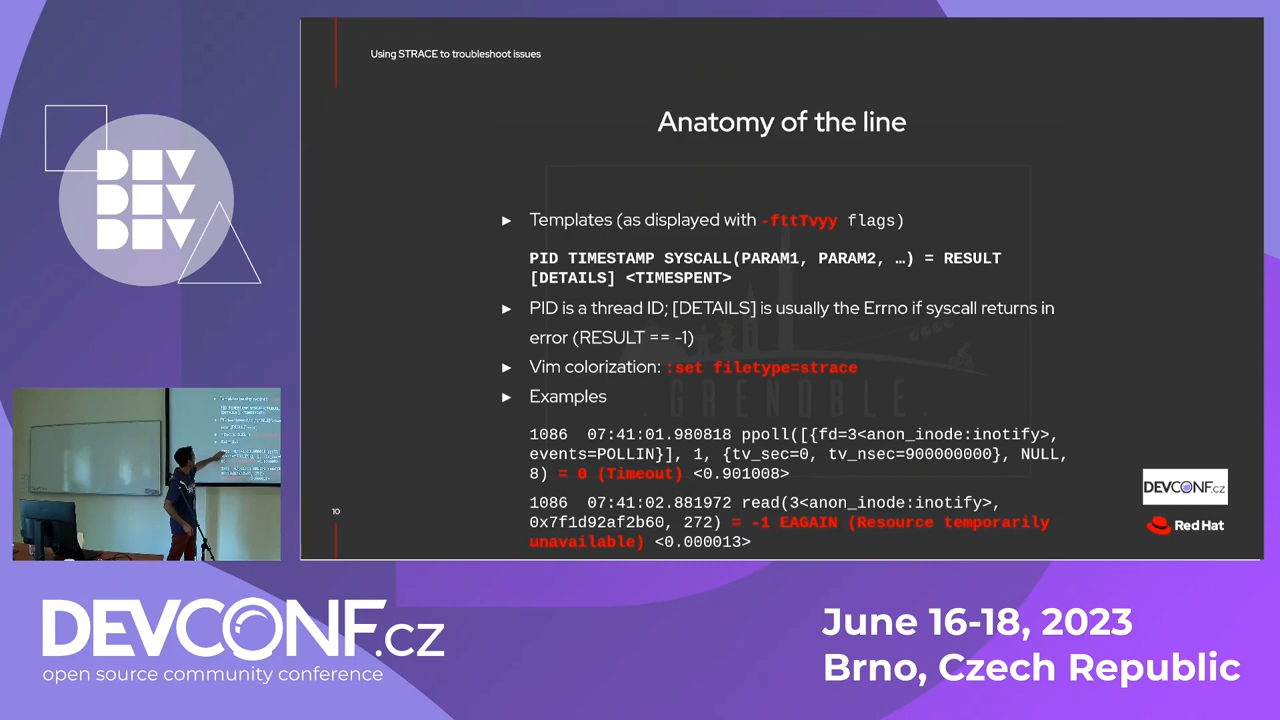 Using STRACE to troubleshoot issues
Anatomy of the line
► Templates (as displayed with -fttTvyy flags)
PID TIMESTAMP SYSCALL(PARAM1, PARAM2, …) = RESULT
[DETAILS] <TIMESPENT>
► PID is a thread ID; [DETAILS] is usually the Errno if syscall returns in
error (RESULT == -1)
► Vim colorization: :set filetype=strace
► Examples
1086 07:41:01.980818 ppoll([{fd=3<anon_inode:inotify>,
events=POLLIN}], 1, {tv_sec=0, tv_nsec=900000000}, NULL,
8) = 0 (Timeout) <0.901008>
1086 07:41:02.881972 read(3<anon_inode:inotify>,
0x7f1d92af2b60, 272) = -1 EAGAIN (Resource temporarily
unavailable) <0.000013>
GRENOBLE
10
DEVCONF.cz
Red Hat
DEV
DEV
DEV
DEVCONF.cz
open source community conference
June 16-18, 2023
Brno, Czech Republic